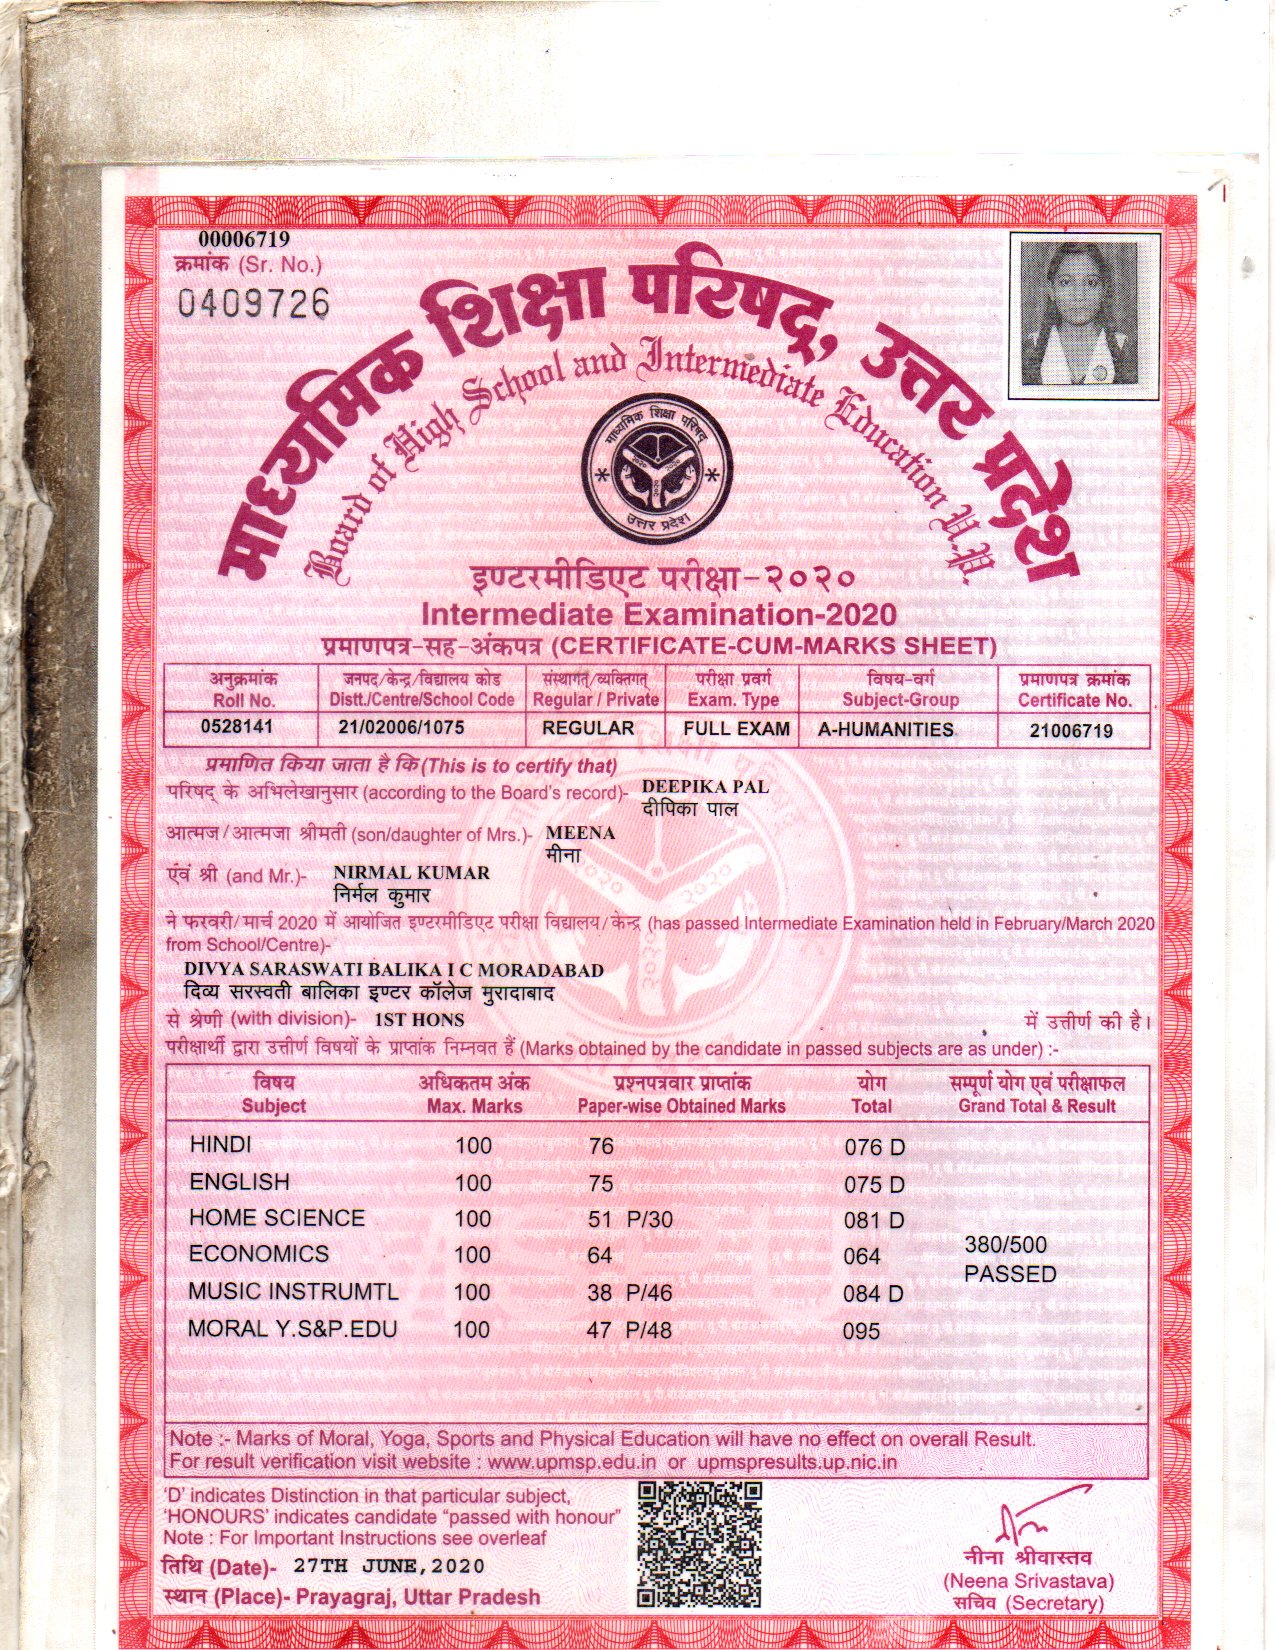 00006719
क्रमांक (Sr. No.)
0409726
माध्यमिक शिक्षा परिषद्, उत्तर प्रदेश
Board of High School and Intermediate Education U.P.
माध्यमिक शिक्षा परिषद
उत्तर प्रदेश
इण्टरमीडिएट परीक्षा-२०२०
Intermediate Examination-2020
प्रमाणपत्र-सह-अंकपत्र (CERTIFICATE-CUM-MARKS SHEET)
अनुक्रमांक जनपद/केन्द्र/विद्यालय कोड संस्थागत्/व्यक्तिगत् परीक्षा प्रवर्ग विषय-वर्ग प्रमाणपत्र क्रमांक
Roll No. Distt./Centre/School Code Regular / Private Exam. Type Subject-Group Certificate No.
0528141 21/02006/1075 REGULAR FULL EXAM A-HUMANITIES 21006719
प्रमाणित किया जाता है कि (This is to certify that)
परिषद् के अभिलेखानुसार (according to the Board's record)- DEEPIKA PAL
दीपिका पाल
आत्मज/आत्मजा श्रीमती (son/daughter of Mrs.)- MEENA
मीना
एंवं श्री (and Mr.)- NIRMAL KUMAR
निर्मल कुमार
ने फरवरी/मार्च 2020 में आयोजित इण्टरमीडिएट परीक्षा विद्यालय/केन्द्र (has passed Intermediate Examination held in February/March 2020
from School/Centre)-
DIVYA SARASWATI BALIKA I C MORADABAD
दिव्य सरस्वती बालिका इण्टर कॉलेज मुरादाबाद
से श्रेणी (with division)- 1ST HONS में उत्तीर्ण की है।
परीक्षार्थी द्वारा उत्तीर्ण विषयों के प्राप्तांक निम्नवत हैं (Marks obtained by the candidate in passed subjects are as under) :-
विषय अधिकतम अंक प्रश्नपत्रवार प्राप्तांक योग सम्पूर्ण योग एवं परीक्षाफल
Subject Max. Marks Paper-wise Obtained Marks Total Grand Total & Result
HINDI 100 76 076 D
ENGLISH 100 75 075 D
HOME SCIENCE 100 51 P/30 081 D
ECONOMICS 100 64 064 380/500
PASSED
MUSIC INSTRUMTL 100 38 P/46 084 D
MORAL Y.S&P.EDU 100 47 P/48 095
Note :- Marks of Moral, Yoga, Sports and Physical Education will have no effect on overall Result.
For result verification visit website : www.upmsp.edu.in or upmspresults.up.nic.in
'D' indicates Distinction in that particular subject,
'HONOURS' indicates candidate "passed with honour"
Note : For Important Instructions see overleaf
तिथि (Date)- 27TH JUNE,2020
स्थान (Place)- Prayagraj, Uttar Pradesh
नीना श्रीवास्तव
(Neena Srivastava)
सचिव (Secretary)